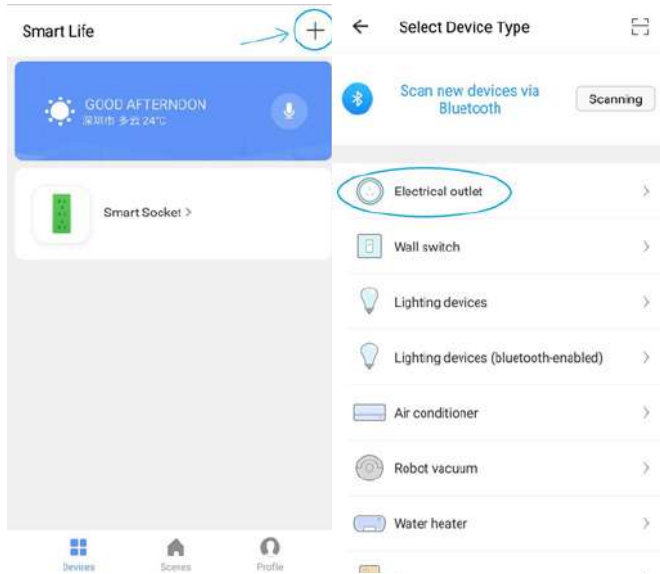 Smart Life
GOOD AFTERNOON
深圳市 多云 24°C
Smart Socket >
Devices
Scenes
Profile
Select Device Type
Scan new devices via
Bluetooth
Scanning
Electrical outlet
Wall switch
Lighting devices
Lighting devices (bluetooth-enabled)
Air conditioner
Robot vacuum
Water heater